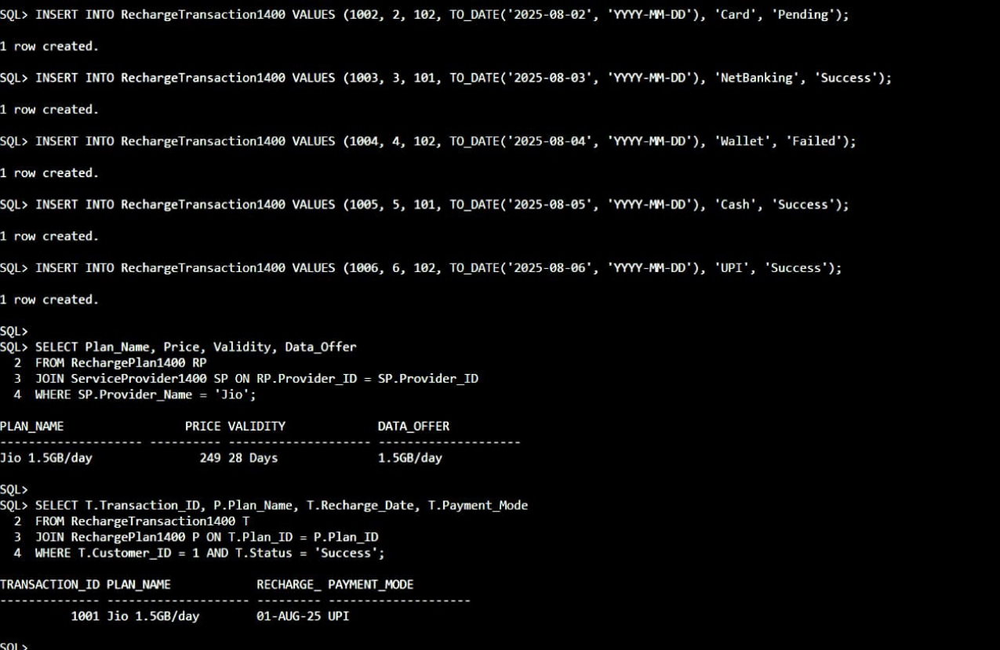 SQL> INSERT INTO RechargeTransaction1400 VALUES (1002, 2, 102, TO_DATE('2025-08-02', 'YYYY-MM-DD'), 'Card', 'Pending');
1 row created.
SQL> INSERT INTO RechargeTransaction1400 VALUES (1003, 3, 101, TO_DATE('2025-08-03', 'YYYY-MM-DD'), 'NetBanking', 'Success');
1 row created.
SQL> INSERT INTO RechargeTransaction1400 VALUES (1004, 4, 102, TO_DATE('2025-08-04', 'YYYY-MM-DD'), 'Wallet', 'Failed');
1 row created.
SQL> INSERT INTO RechargeTransaction1400 VALUES (1005, 5, 101, TO_DATE('2025-08-05', 'YYYY-MM-DD'), 'Cash', 'Success');
1 row created.
SQL> INSERT INTO RechargeTransaction1400 VALUES (1006, 6, 102, TO_DATE('2025-08-06', 'YYYY-MM-DD'), 'UPI', 'Success');
1 row created.
SQL>
SQL> SELECT Plan_Name, Price, Validity, Data_Offer
  2  FROM RechargePlan1400 RP
  3  JOIN ServiceProvider1400 SP ON RP.Provider_ID = SP.Provider_ID
  4  WHERE SP.Provider_Name = 'Jio';
PLAN_NAME                 PRICE VALIDITY             DATA_OFFER
-------------------- ---------- -------------------- --------------------
Jio 1.5GB/day               249 28 Days              1.5GB/day
SQL>
SQL> SELECT T.Transaction_ID, P.Plan_Name, T.Recharge_Date, T.Payment_Mode
  2  FROM RechargeTransaction1400 T
  3  JOIN RechargePlan1400 P ON T.Plan_ID = P.Plan_ID
  4  WHERE T.Customer_ID = 1 AND T.Status = 'Success';
TRANSACTION_ID PLAN_NAME            RECHARGE_ PAYMENT_MODE
-------------- -------------------- --------- --------------------
          1001 Jio 1.5GB/day        01-AUG-25 UPI
SQL>